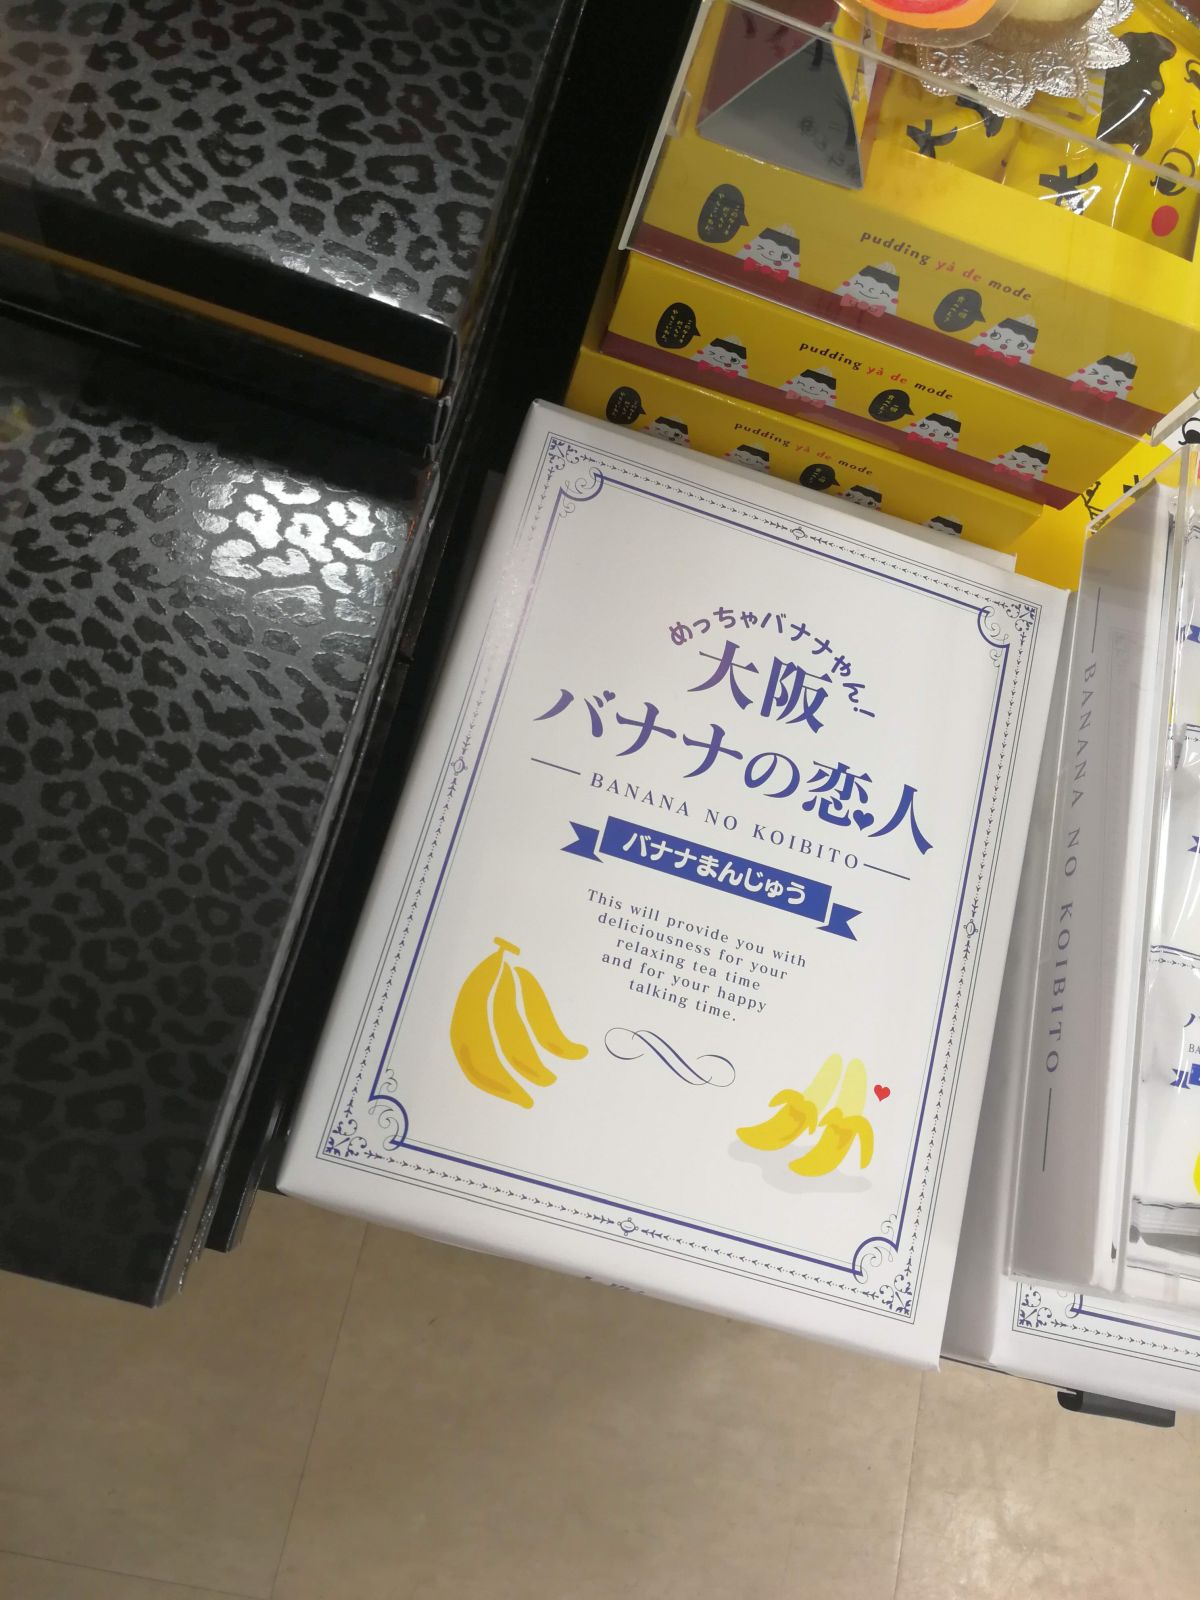 pudding yà de mode
pudding yà de mode
pudding yà de mode
めっちゃバナナやん!
大阪
バナナの恋人
BANANA NO KOIBITO
バナナまんじゅう
This will provide you with
deliciousness for your
relaxing tea time
and for your happy
talking time.
BANANA NO KOIBITO